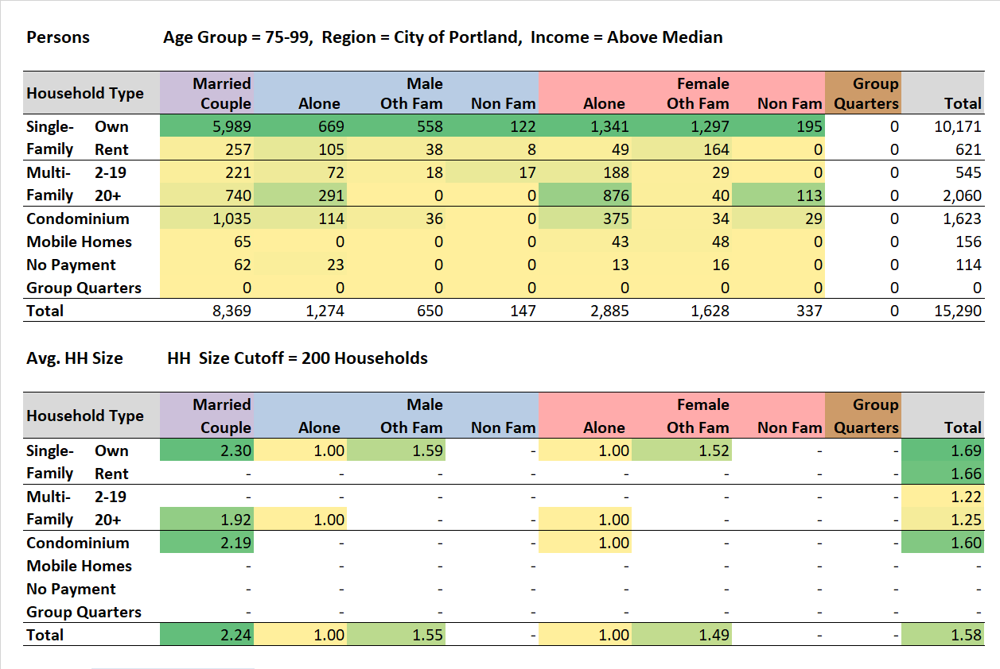 Persons Age Group = 75-99, Region = City of Portland, Income = Above Median
Household Type Married Couple Male Alone Oth Fam Non Fam Female Alone Oth Fam Non Fam Group Quarters Total
Single- Own 5,989 669 558 122 1,341 1,297 195 0 10,171
Family Rent 257 105 38 8 49 164 0 0 621
Multi- 2-19 221 72 18 17 188 29 0 0 545
Family 20+ 740 291 0 0 876 40 113 0 2,060
Condominium 1,035 114 36 0 375 34 29 0 1,623
Mobile Homes 65 0 0 0 43 48 0 0 156
No Payment 62 23 0 0 13 16 0 0 114
Group Quarters 0 0 0 0 0 0 0 0 0
Total 8,369 1,274 650 147 2,885 1,628 337 0 15,290
Avg. HH Size HH Size Cutoff = 200 Households
Household Type Married Couple Male Alone Oth Fam Non Fam Female Alone Oth Fam Non Fam Group Quarters Total
Single- Own 2.30 1.00 1.59 - 1.00 1.52 - - 1.69
Family Rent - - - - - - - - 1.66
Multi- 2-19 - - - - - - - - 1.22
Family 20+ 1.92 1.00 - - 1.00 - - - 1.25
Condominium 2.19 - - - 1.00 - - - 1.60
Mobile Homes - - - - - - - - -
No Payment - - - - - - - - -
Group Quarters - - - - - - - - -
Total 2.24 1.00 1.55 - 1.00 1.49 - - 1.58